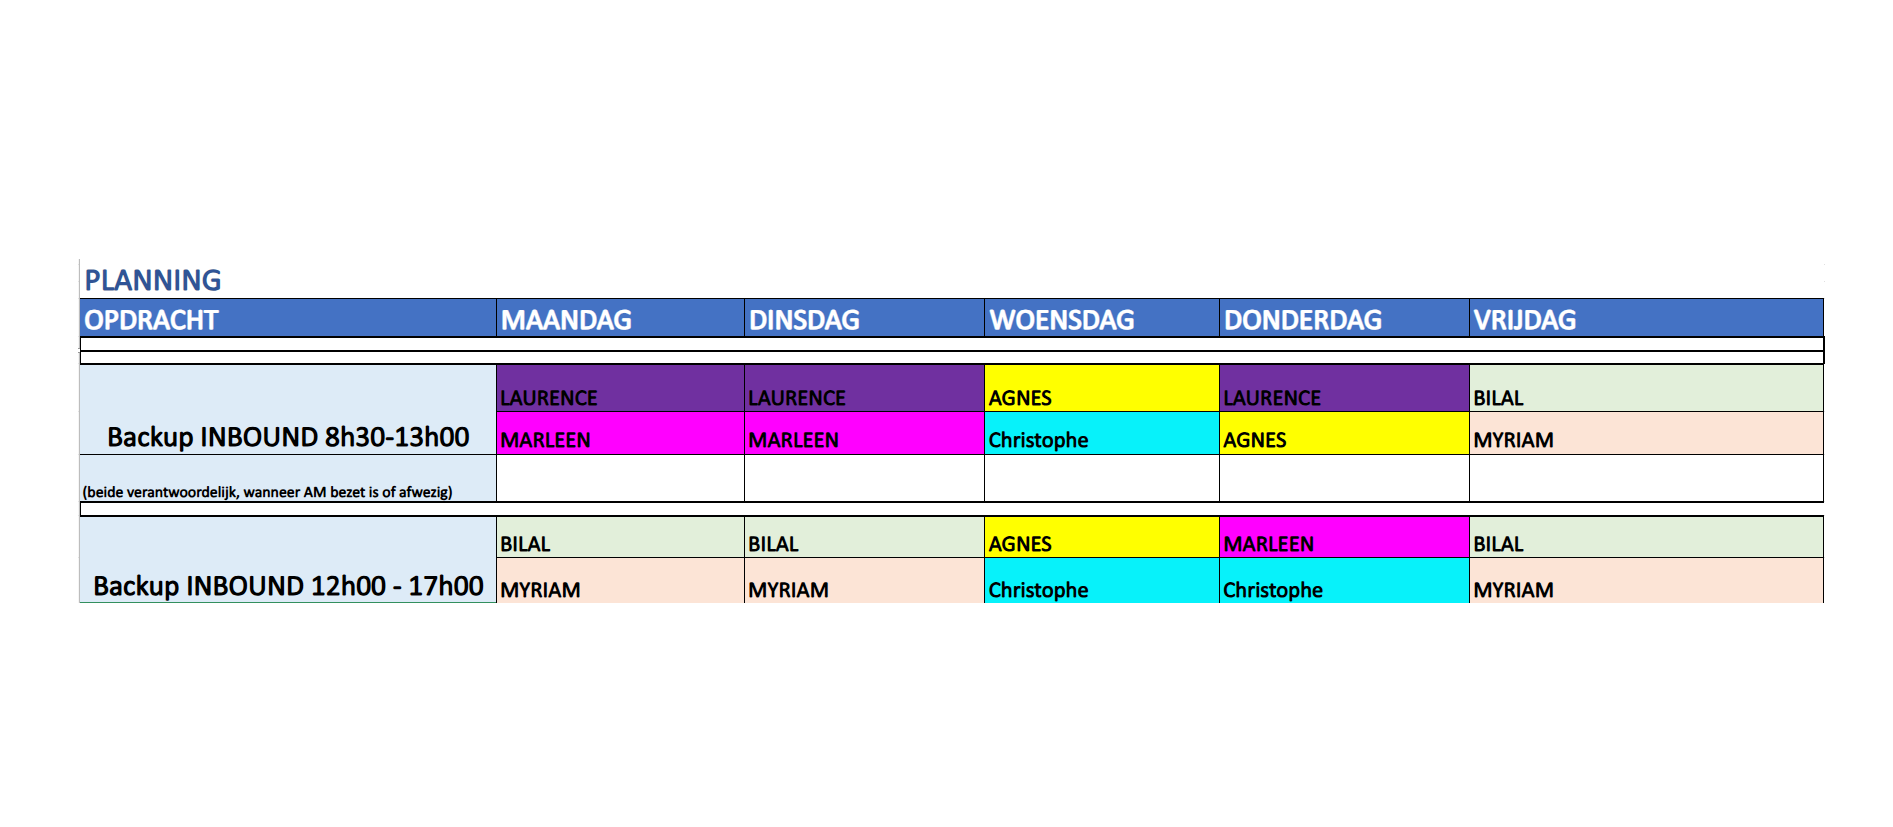 PLANNING
OPDRACHT MAANDAG DINSDAG WOENSDAG DONDERDAG VRIJDAG
LAURENCE LAURENCE AGNES LAURENCE BILAL
Backup INBOUND 8h30-13h00 MARLEEN MARLEEN Christophe AGNES MYRIAM
(beide verantwoordelijk, wanneer AM bezet is of afwezig)
BILAL BILAL AGNES MARLEEN BILAL
Backup INBOUND 12h00 - 17h00 MYRIAM MYRIAM Christophe Christophe MYRIAM